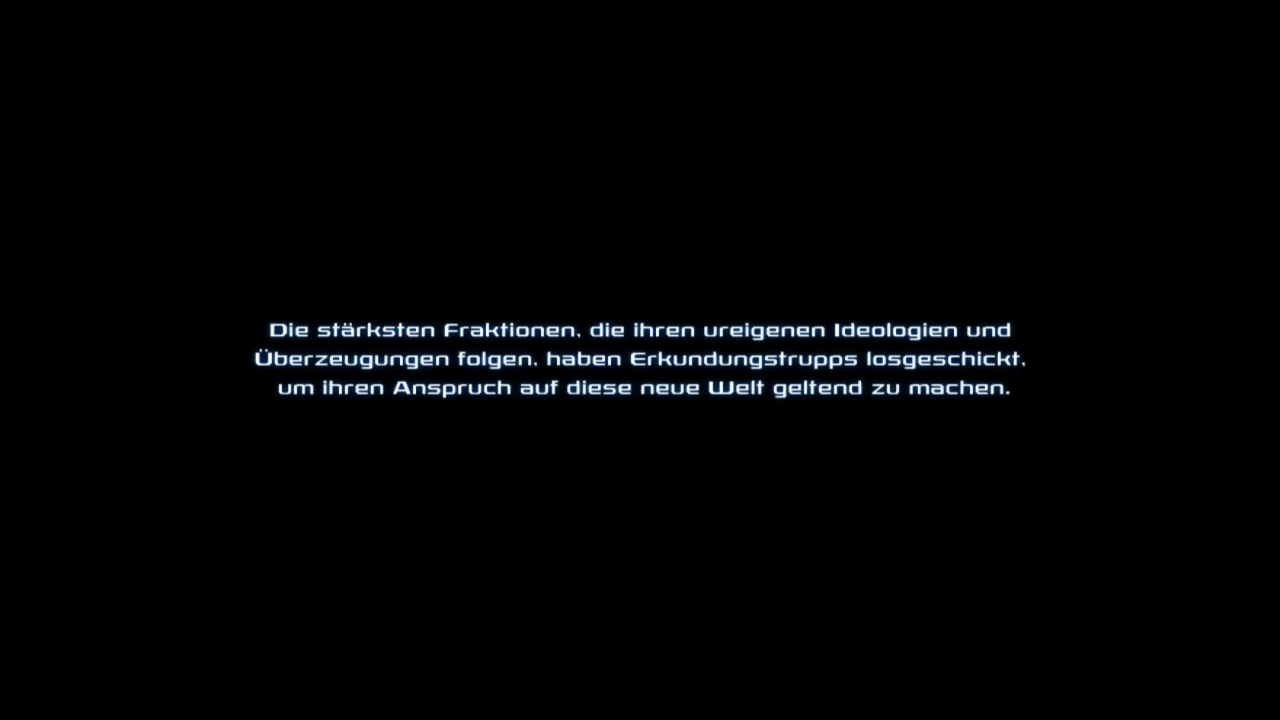 Die stärksten Fraktionen, die ihren ureigenen Ideologien und
Überzeugungen folgen, haben Erkundungstrupps losgeschickt,
um ihren Anspruch auf diese neue Welt geltend zu machen.